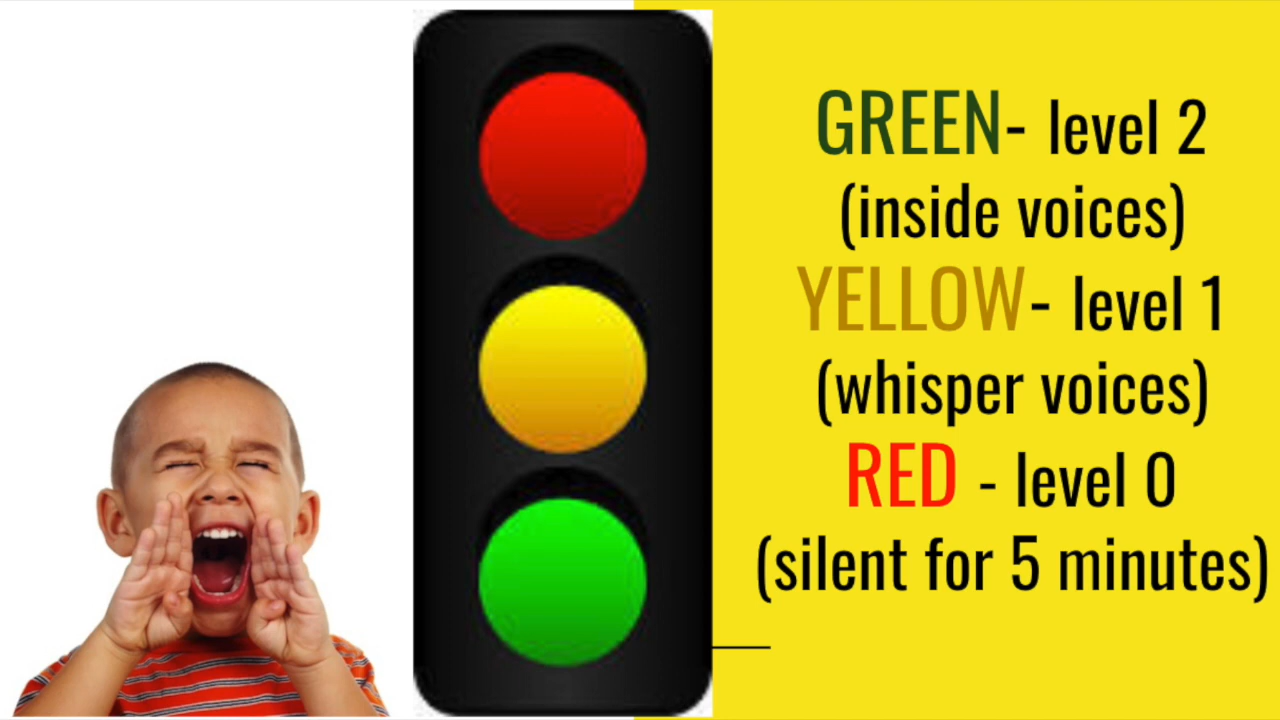 GREEN- level 2
(inside voices)
YELLOW- level 1
(whisper voices)
RED - level 0
(silent for 5 minutes)